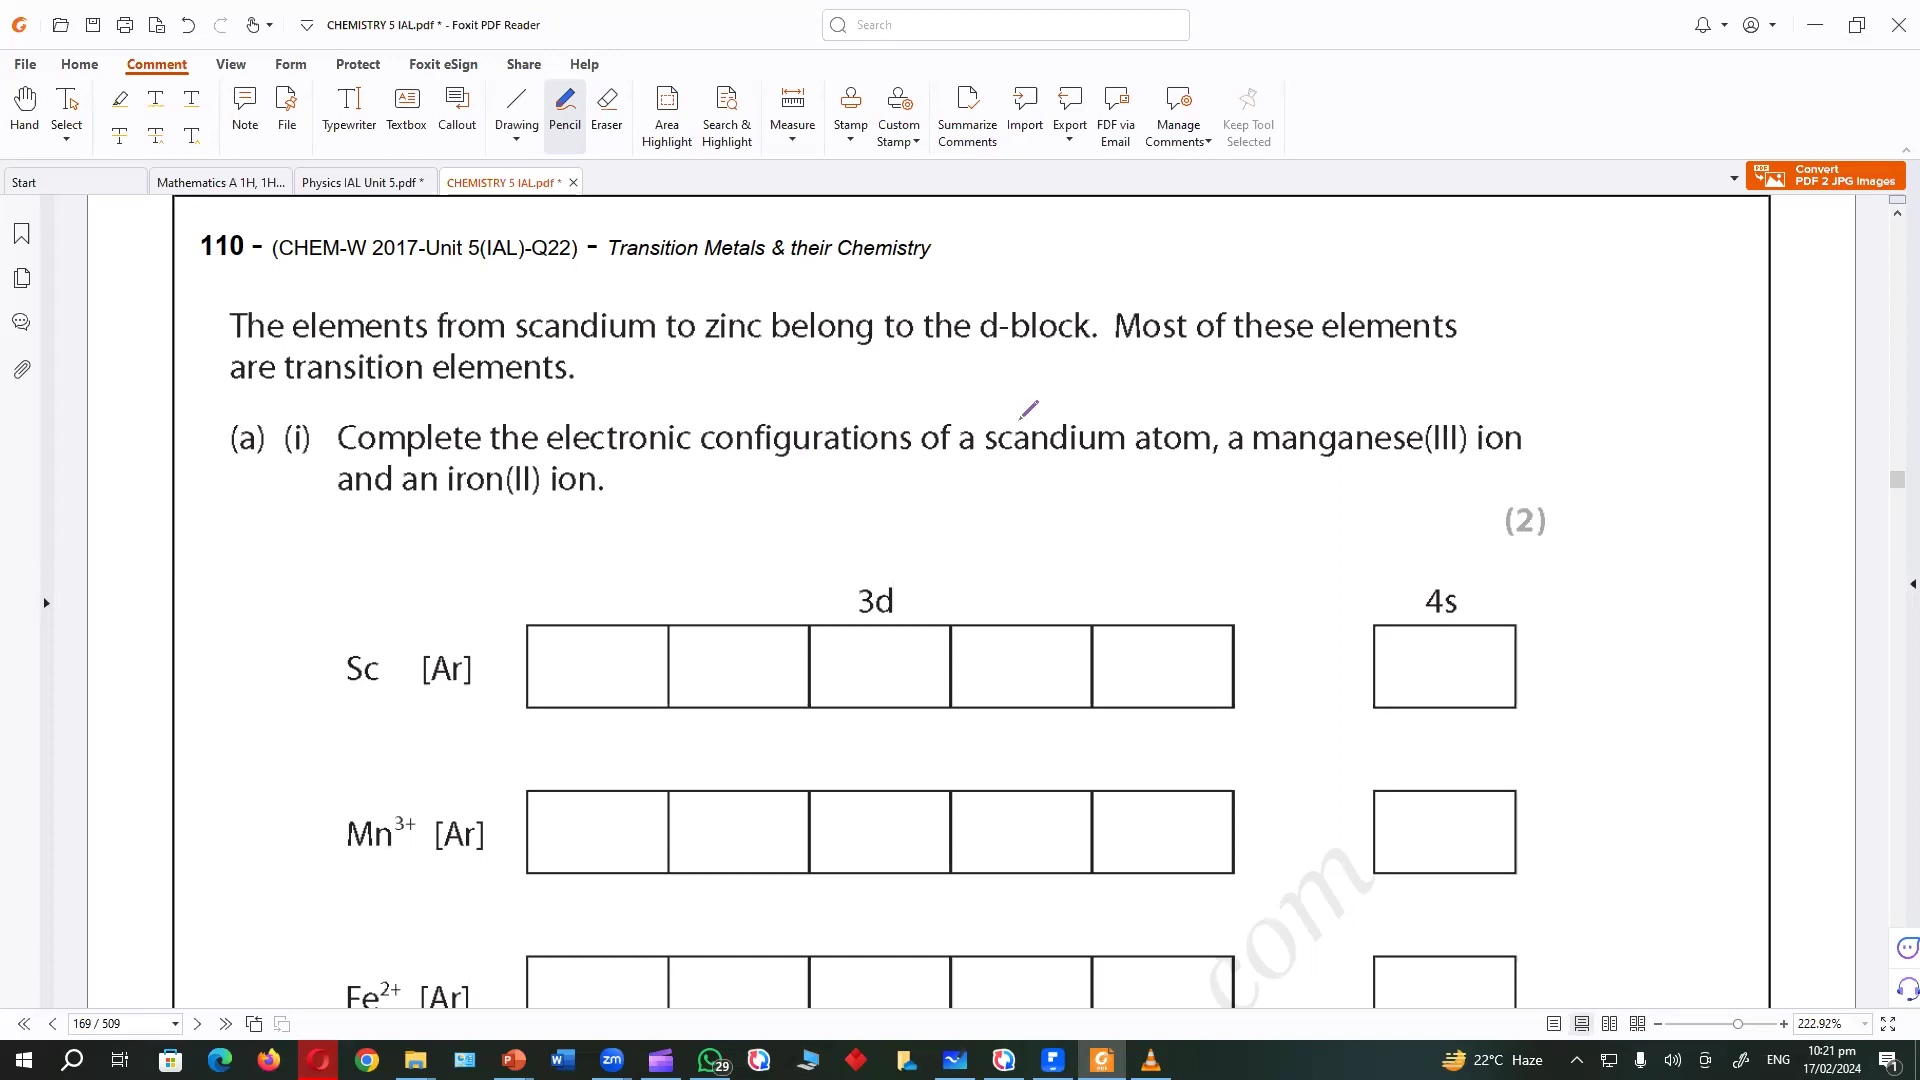 CHEMISTRY 5 IAL.pdf * - Foxit PDF Reader
Search
File Home Comment View Form Protect Foxit eSign Share Help
Hand Select Note File Typewriter Textbox Callout Drawing Pencil Eraser Area Highlight Search & Highlight Measure Stamp Custom Stamp Summarize Comments Import Export FDF via Email Manage Comments Keep Tool Selected
Start Mathematics A 1H, 1H... Physics IAL Unit 5.pdf * CHEMISTRY 5 IAL.pdf *
Convert
PDF 2 JPG Images
110 - (CHEM-W 2017-Unit 5(IAL)-Q22) - Transition Metals & their Chemistry
The elements from scandium to zinc belong to the d-block. Most of these elements
are transition elements.
(a) (i) Complete the electronic configurations of a scandium atom, a manganese(III) ion
and an iron(II) ion.
(2)
3d 4s
Sc [Ar]
Mn3+ [Ar]
Fe2+ [Ar]
com
169 / 509
222.92%
zm
29
22°C Haze
ENG
10:21 pm
17/02/2024
1